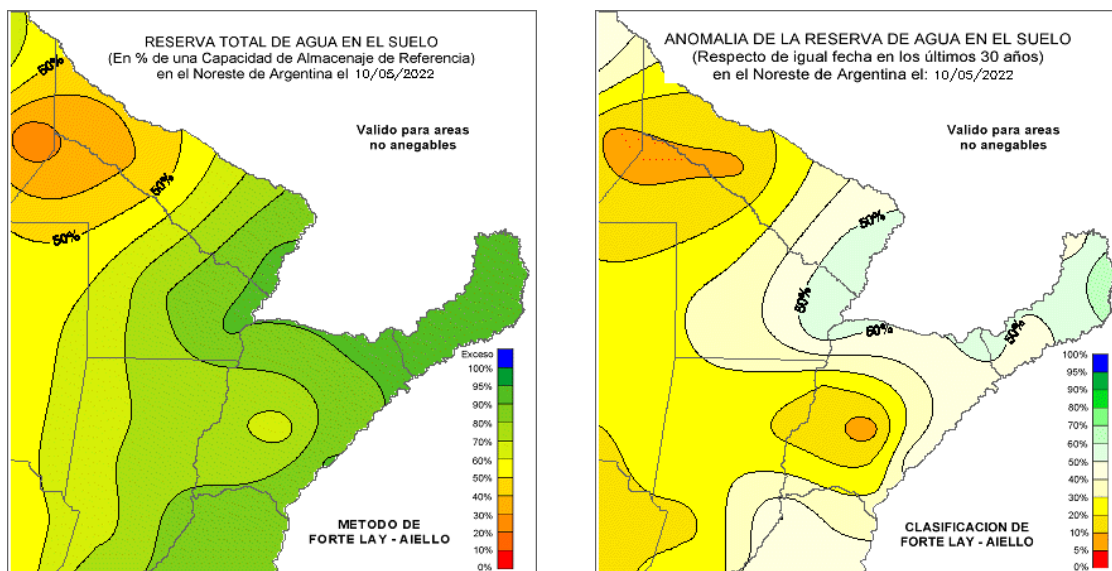 RESERVA TOTAL DE AGUA EN EL SUELO
(En % de una Capacidad de Almacenaje de Referencia)
en el Noreste de Argentina el 10/05/2022
Valido para areas
no anegables
50%
50%
50%
Exceso
100%
95%
90%
80%
70%
60%
50%
40%
30%
20%
10%
0%
METODO DE
FORTE LAY - AIELLO
ANOMALIA DE LA RESERVA DE AGUA EN EL SUELO
(Respecto de igual fecha en los últimos 30 años)
en el Noreste de Argentina el: 10/05/2022
Valido para areas
no anegables
50%
50%
50%
50%
100%
95%
90%
80%
70%
60%
50%
40%
30%
20%
10%
5%
0%
CLASIFICACION DE
FORTE LAY - AIELLO